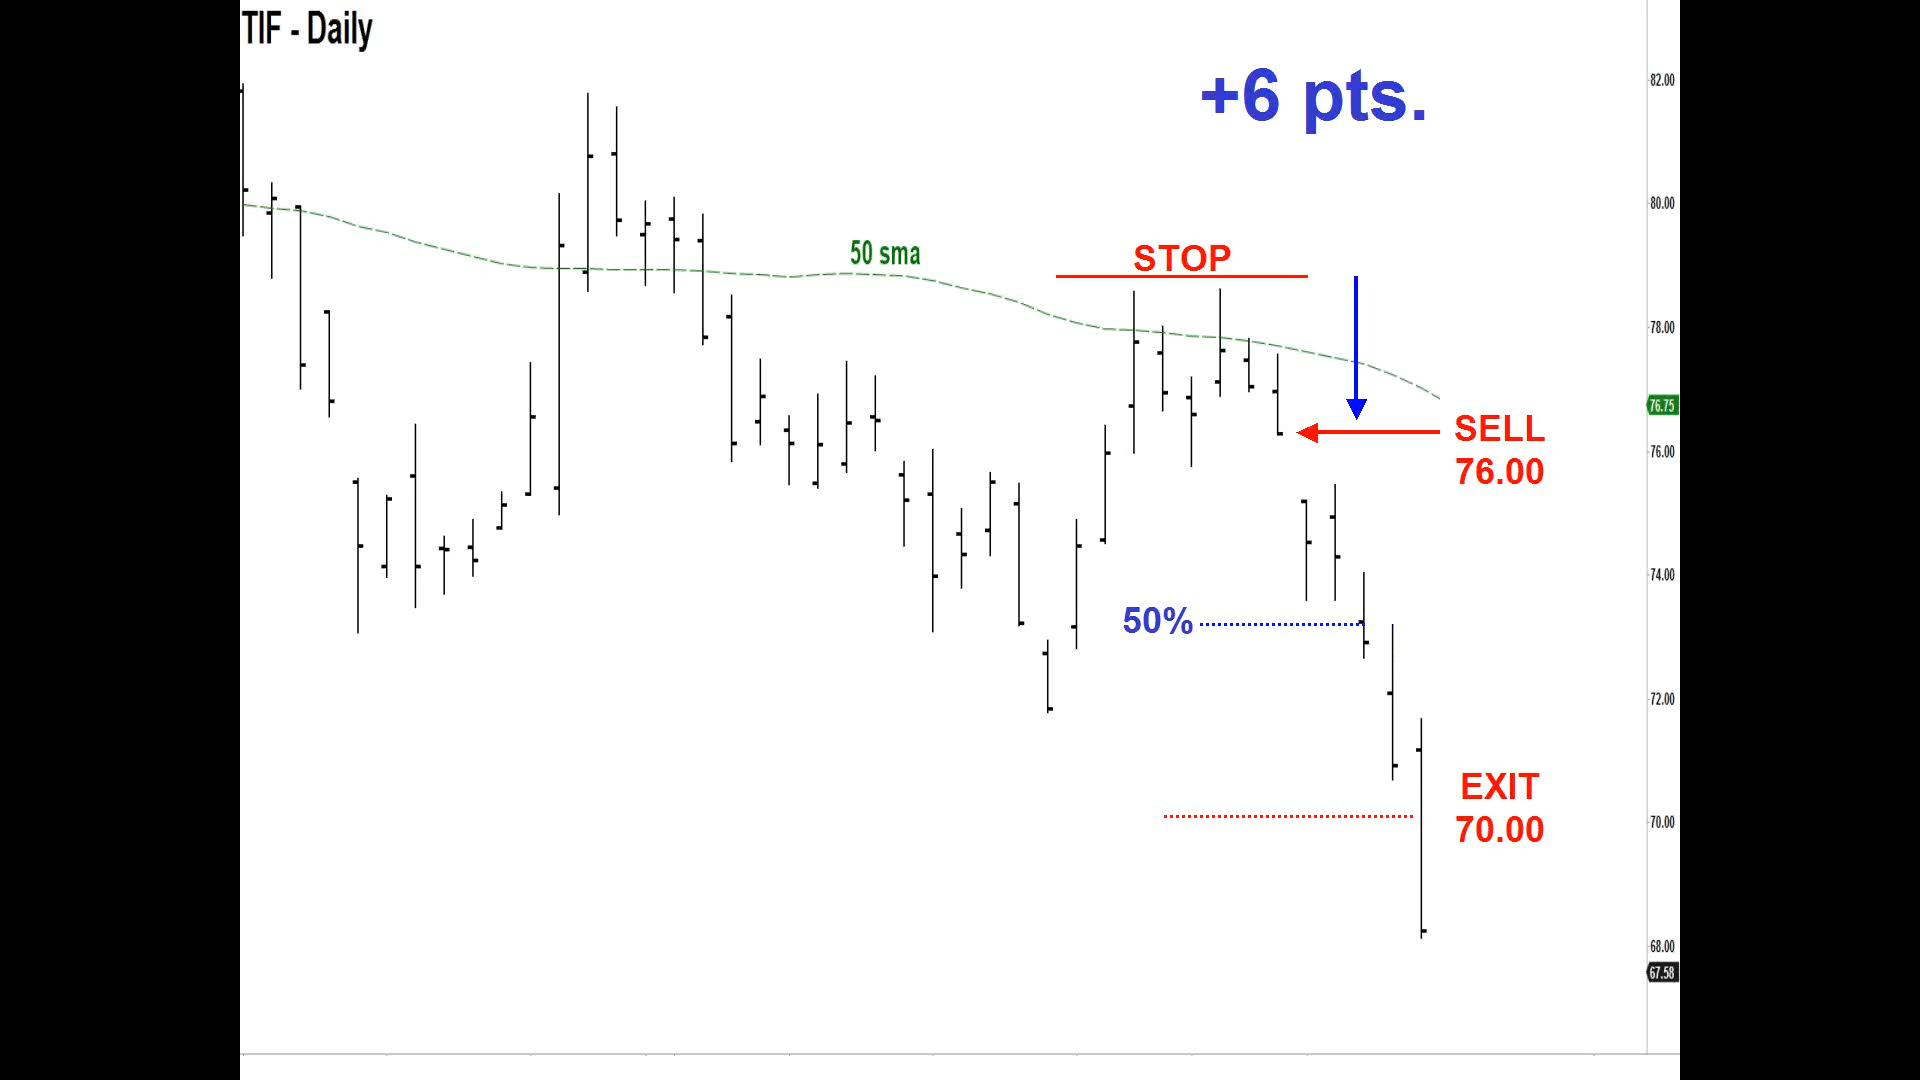 TIF - Daily
+6 pts.
82.00
80.00
50 sma
STOP
78.00
76.75
SELL
76.00
76.00
74.00
50%
72.00
EXIT
70.00
70.00
68.00
67.58